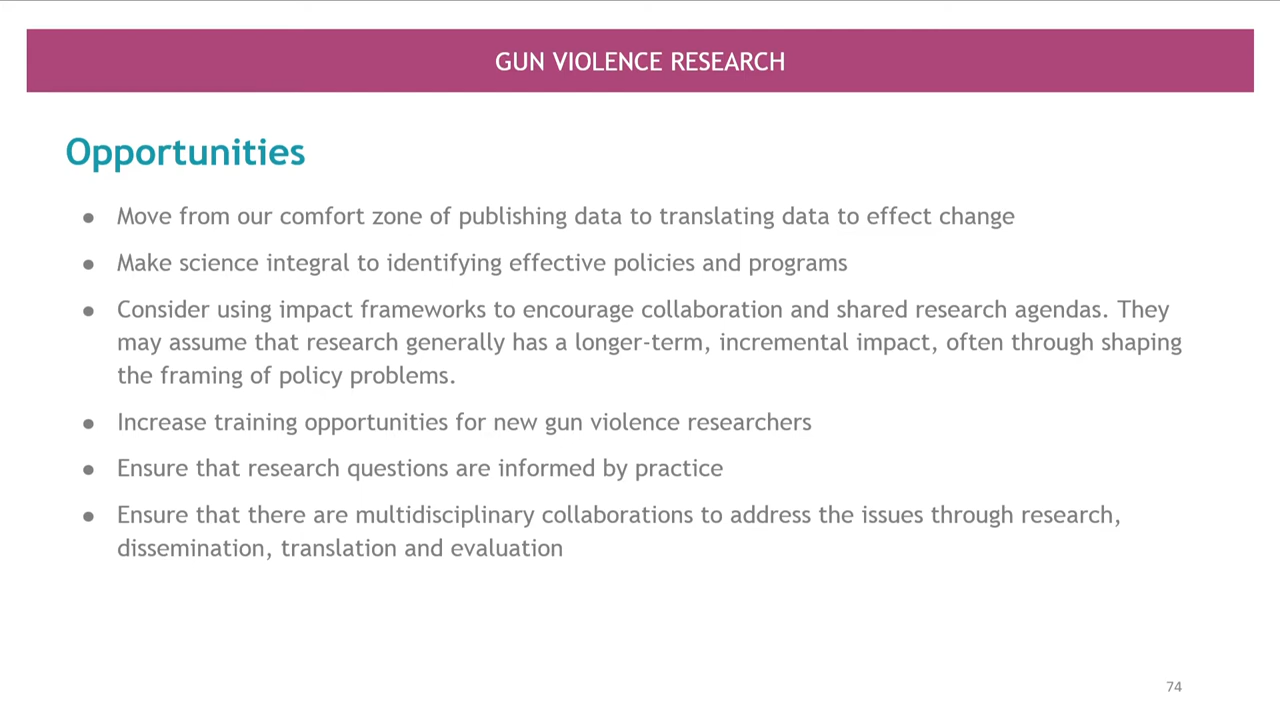 GUN VIOLENCE RESEARCH
Opportunities
● Move from our comfort zone of publishing data to translating data to effect change
● Make science integral to identifying effective policies and programs
● Consider using impact frameworks to encourage collaboration and shared research agendas. They
may assume that research generally has a longer-term, incremental impact, often through shaping
the framing of policy problems.
● Increase training opportunities for new gun violence researchers
● Ensure that research questions are informed by practice
● Ensure that there are multidisciplinary collaborations to address the issues through research,
dissemination, translation and evaluation
74